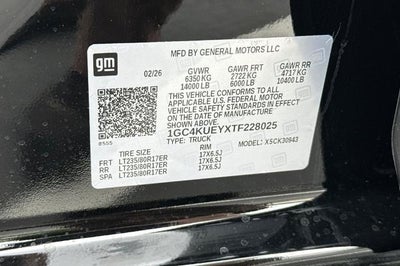 MFD BY GENERAL MOTORS LLC
gm
02/26
GVWR GAWR FRT GAWR RR
6350 KG 2722 KG 4717 KG
14000 LB 6000 LB 10400 LB
THIS VEHICLE CONFORMS TO ALL APPLICABLE
U.S. FEDERAL MOTOR VEHICLE SAFETY
STANDARDS IN EFFECT ON THE DATE OF
MANUFACTURE SHOWN ABOVE.
1GC4KUEYXTF228025
TYPE: TRUCK
TIRE SIZE RIM
FRT LT235/80R17ER 17X6.5J
RR LT235/80R17ER 17X6.5J
SPA LT235/80R17ER 17X6.5J